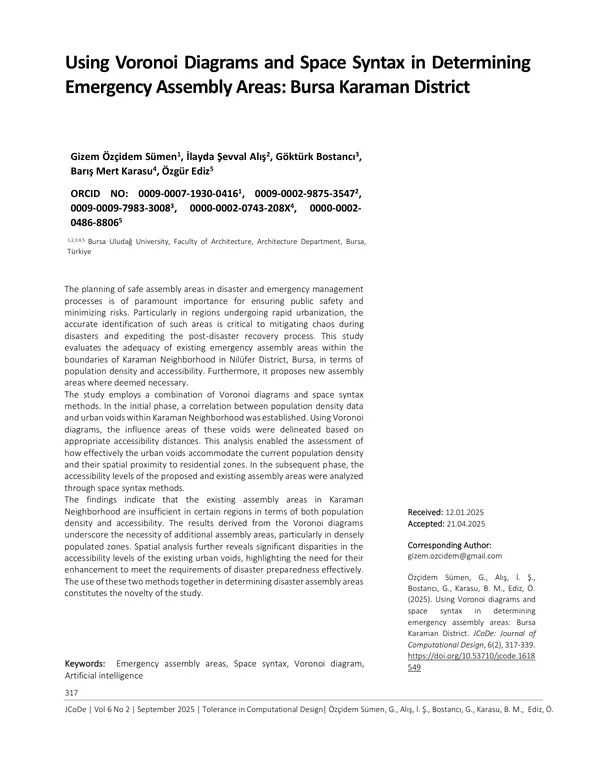 Using Voronoi Diagrams and Space Syntax in Determining
Emergency Assembly Areas: Bursa Karaman District
Gizem Özçidem Sümen1, İlayda Şevval Alış2, Göktürk Bostancı3,
Barış Mert Karasu4, Özgür Ediz5
ORCID NO: 0009-0007-1930-04161, 0009-0002-9875-35472,
0009-0009-7983-30083, 0000-0002-0743-208X4, 0000-0002-
0486-88065
1,2,3,4,5 Bursa Uludağ University, Faculty of Architecture, Architecture Department, Bursa,
Türkiye
The planning of safe assembly areas in disaster and emergency management
processes is of paramount importance for ensuring public safety and
minimizing risks. Particularly in regions undergoing rapid urbanization, the
accurate identification of such areas is critical to mitigating chaos during
disasters and expediting the post-disaster recovery process. This study
evaluates the adequacy of existing emergency assembly areas within the
boundaries of Karaman Neighborhood in Nilüfer District, Bursa, in terms of
population density and accessibility. Furthermore, it proposes new assembly
areas where deemed necessary.
The study employs a combination of Voronoi diagrams and space syntax
methods. In the initial phase, a correlation between population density data
and urban voids within Karaman Neighborhood was established. Using Voronoi
diagrams, the influence areas of these voids were delineated based on
appropriate accessibility distances. This analysis enabled the assessment of
how effectively the urban voids accommodate the current population density
and their spatial proximity to residential zones. In the subsequent phase, the
accessibility levels of the proposed and existing assembly areas were analyzed
through space syntax methods.
The findings indicate that the existing assembly areas in Karaman
Neighborhood are insufficient in certain regions in terms of both population
density and accessibility. The results derived from the Voronoi diagrams
underscore the necessity of additional assembly areas, particularly in densely
populated zones. Spatial analysis further reveals significant disparities in the
accessibility levels of the existing urban voids, highlighting the need for their
enhancement to meet the requirements of disaster preparedness effectively.
The use of these two methods together in determining disaster assembly areas
constitutes the novelty of the study.
Received: 12.01.2025
Accepted: 21.04.2025
Corresponding Author:
gizem.ozcidem@gmail.com
Özçidem Sümen, G., Alış, İ. Ş.,
Bostancı, G., Karasu, B. M., Ediz, Ö.
(2025). Using Voronoi diagrams and
space syntax in determining
emergency assembly areas: Bursa
Karaman District. JCoDe: Journal of
Computational Design, 6(2), 317-339.
https://doi.org/10.53710/jcode.1618
549
Keywords: Emergency assembly areas, Space syntax, Voronoi diagram,
Artificial intelligence
317
JCoDe | Vol 6 No 2 | September 2025 | Tolerance in Computational Design| Özçidem Sümen, G., Alış, İ. Ş., Bostancı, G., Karasu, B. M., Ediz, Ö.